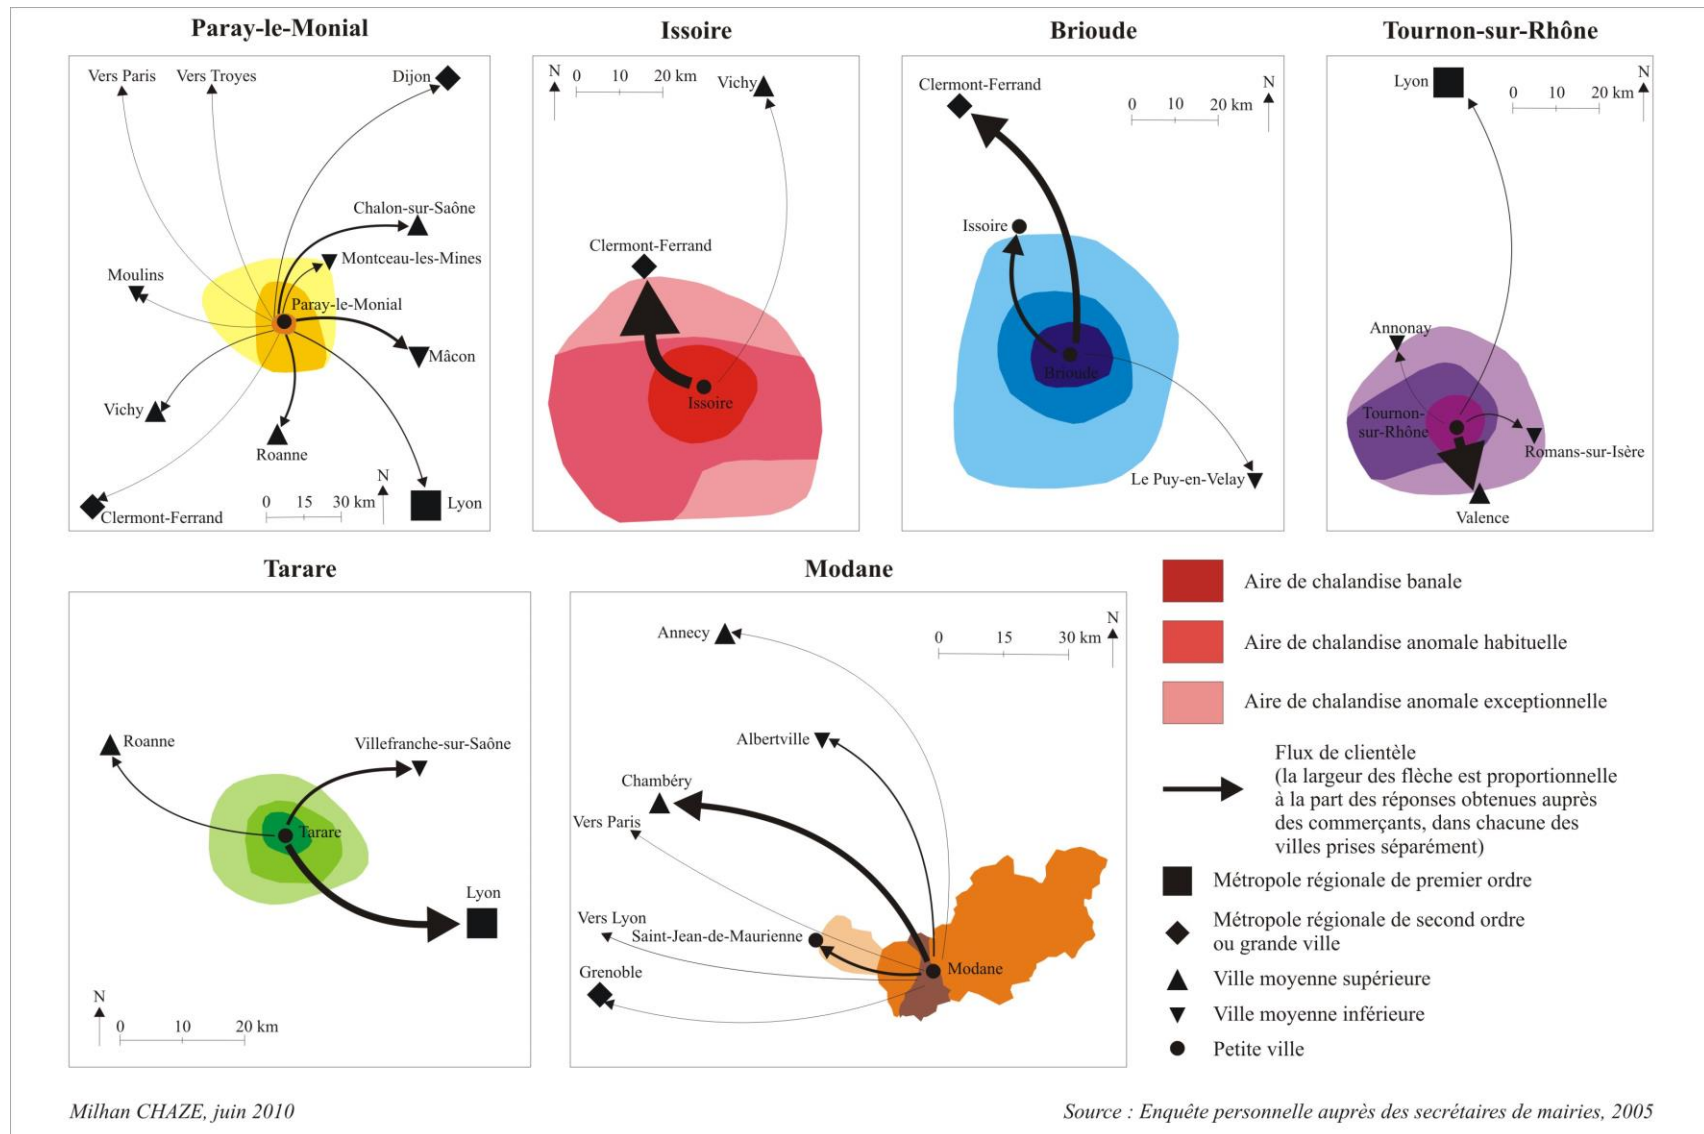 Paray-le-Monial
Vers Paris
Vers Troyes
Dijon
Chalon-sur-Saône
Montceau-les-Mines
Moulins
Paray-le-Monial
Mâcon
Vichy
Roanne
Clermont-Ferrand
0 15 30 km
N
Lyon
Issoire
N
0 10 20 km
Vichy
Clermont-Ferrand
Issoire
Brioude
Clermont-Ferrand
0 10 20 km
N
Issoire
Brioude
Le Puy-en-Velay
Tournon-sur-Rhône
Lyon
N
0 10 20 km
Annonay
Tournon-
sur-Rhône
Romans-sur-Isère
Valence
Tarare
Roanne
Villefranche-sur-Saône
Tarare
Lyon
N
0 10 20 km
Modane
Annecy
0 15 30 km
N
Albertville
Chambéry
Vers Paris
Vers Lyon
Saint-Jean-de-Maurienne
Grenoble
Modane
Aire de chalandise banale
Aire de chalandise anomale habituelle
Aire de chalandise anomale exceptionnelle
Flux de clientèle
(la largeur des flèche est proportionnelle
à la part des réponses obtenues auprès
des commerçants, dans chacune des
villes prises séparément)
Métropole régionale de premier ordre
Métropole régionale de second ordre
ou grande ville
Ville moyenne supérieure
Ville moyenne inférieure
Petite ville
Milhan CHAZE, juin 2010
Source : Enquête personnelle auprès des secrétaires de mairies, 2005